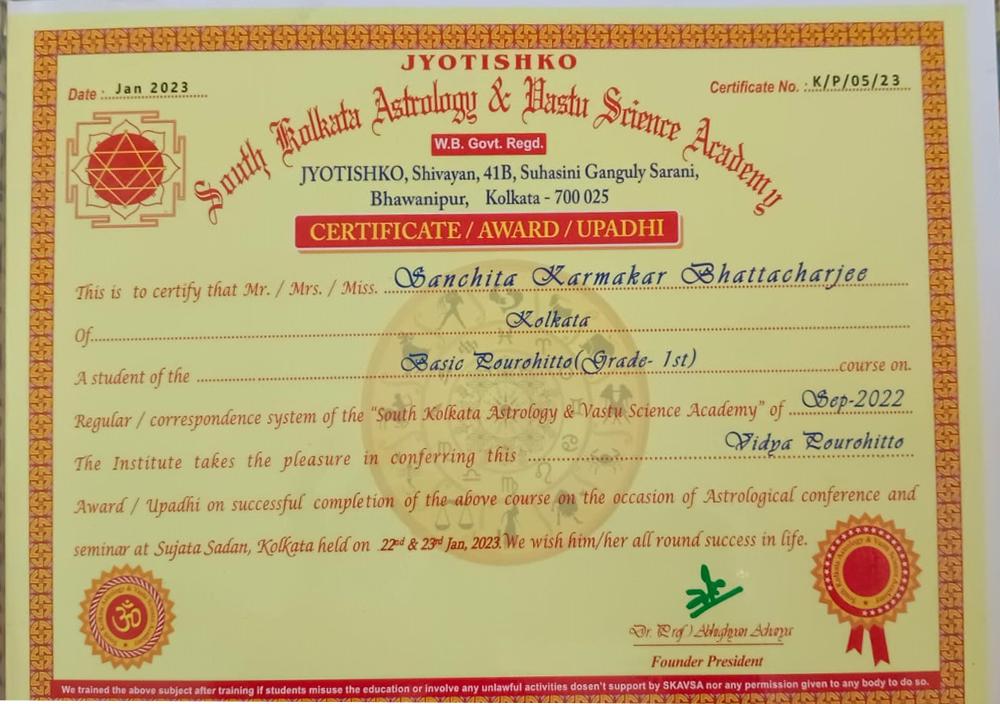 JYOTISHKO
Date : Jan 2023
Certificate No. : K/P/05/23
South Kolkata Astrology & Vastu Science Academy
W.B. Govt. Regd.
JYOTISHKO, Shivayan, 41B, Suhasini Ganguly Sarani,
Bhawanipur, Kolkata - 700 025
CERTIFICATE / AWARD / UPADHI
This is to certify that Mr. / Mrs. / Miss. Sanchita Karmakar Bhattacharjee
Of Kolkata
A student of the Basic Pourohitto(Grade- 1st) course on.
Regular / correspondence system of the "South Kolkata Astrology & Vastu Science Academy" of Sep-2022
The Institute takes the pleasure in conferring this Vidya Pourohitto
Award / Upadhi on successful completion of the above course on the occasion of Astrological conference and
seminar at Sujata Sadan, Kolkata held on 22nd & 23rd Jan, 2023. We wish him/her all round success in life.
ॐ
Dr. (Prof.) Abhighyan Acharya
Founder President
We trained the above subject after training if students misuse the education or involve any unlawful activities dosen't support by SKAVSA nor any permission given to any body to do so.